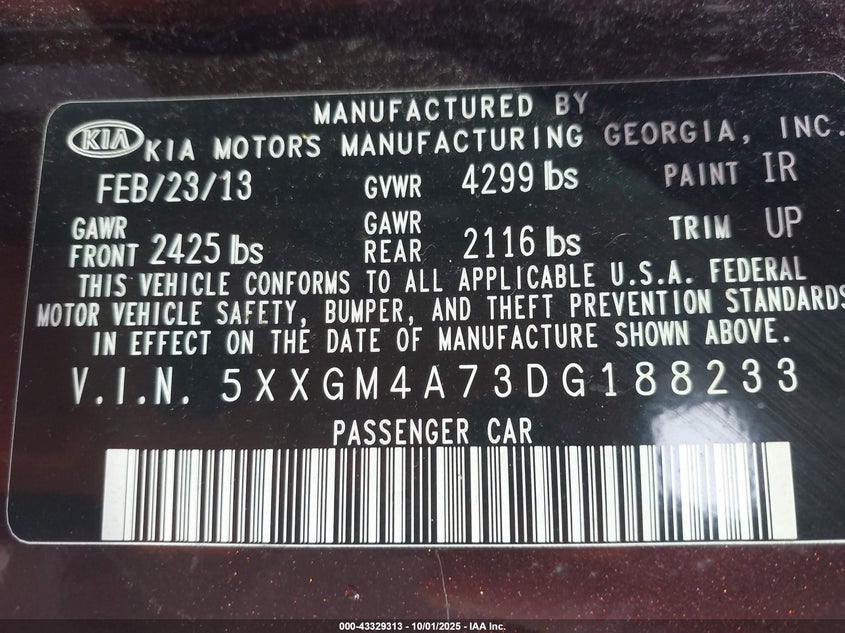 MANUFACTURED BY
KIA KIA MOTORS MANUFACTURING GEORGIA, INC.
FEB/23/13 GVWR 4299 lbs PAINT IR
GAWR FRONT 2425 lbs GAWR REAR 2116 lbs TRIM UP
THIS VEHICLE CONFORMS TO ALL APPLICABLE U.S.A. FEDERAL
MOTOR VEHICLE SAFETY, BUMPER, AND THEFT PREVENTION STANDARDS
IN EFFECT ON THE DATE OF MANUFACTURE SHOWN ABOVE.
V.I.N. 5XXGM4A73DG188233
PASSENGER CAR
000-43329313 - 10/01/2025 - IAA Inc.